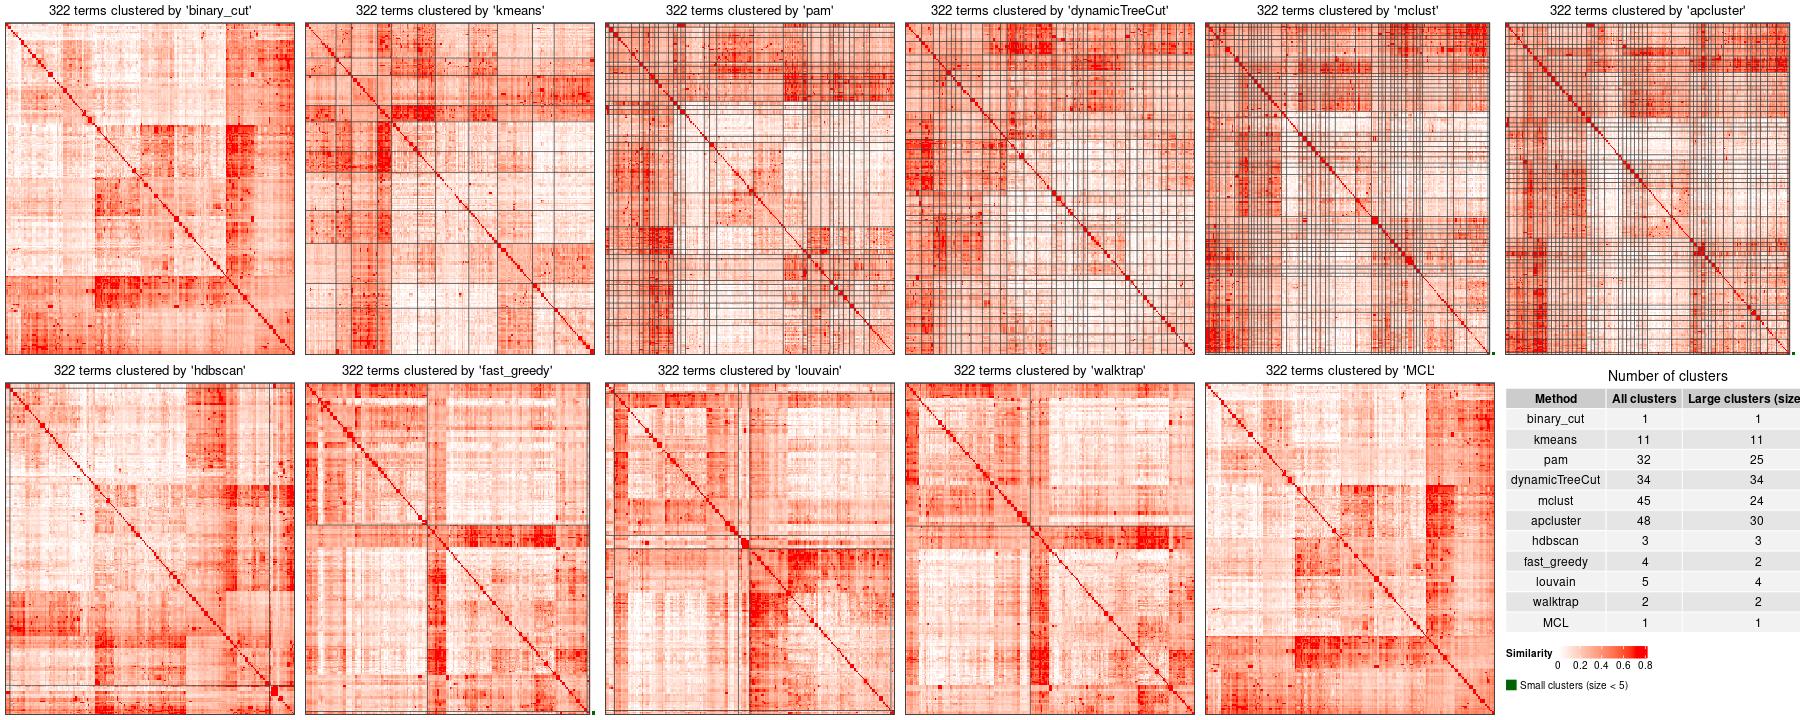 322 terms clustered by 'binary_cut'
322 terms clustered by 'kmeans'
322 terms clustered by 'pam'
322 terms clustered by 'dynamicTreeCut'
322 terms clustered by 'mclust'
322 terms clustered by 'apcluster'
322 terms clustered by 'hdbscan'
322 terms clustered by 'fast_greedy'
322 terms clustered by 'louvain'
322 terms clustered by 'walktrap'
322 terms clustered by 'MCL'
Number of clusters
Method All clusters Large clusters (size
binary_cut 1 1
kmeans 11 11
pam 32 25
dynamicTreeCut 34 34
mclust 45 24
apcluster 48 30
hdbscan 3 3
fast_greedy 4 2
louvain 5 4
walktrap 2 2
MCL 1 1
Similarity
0 0.2 0.4 0.6 0.8
Small clusters (size < 5)